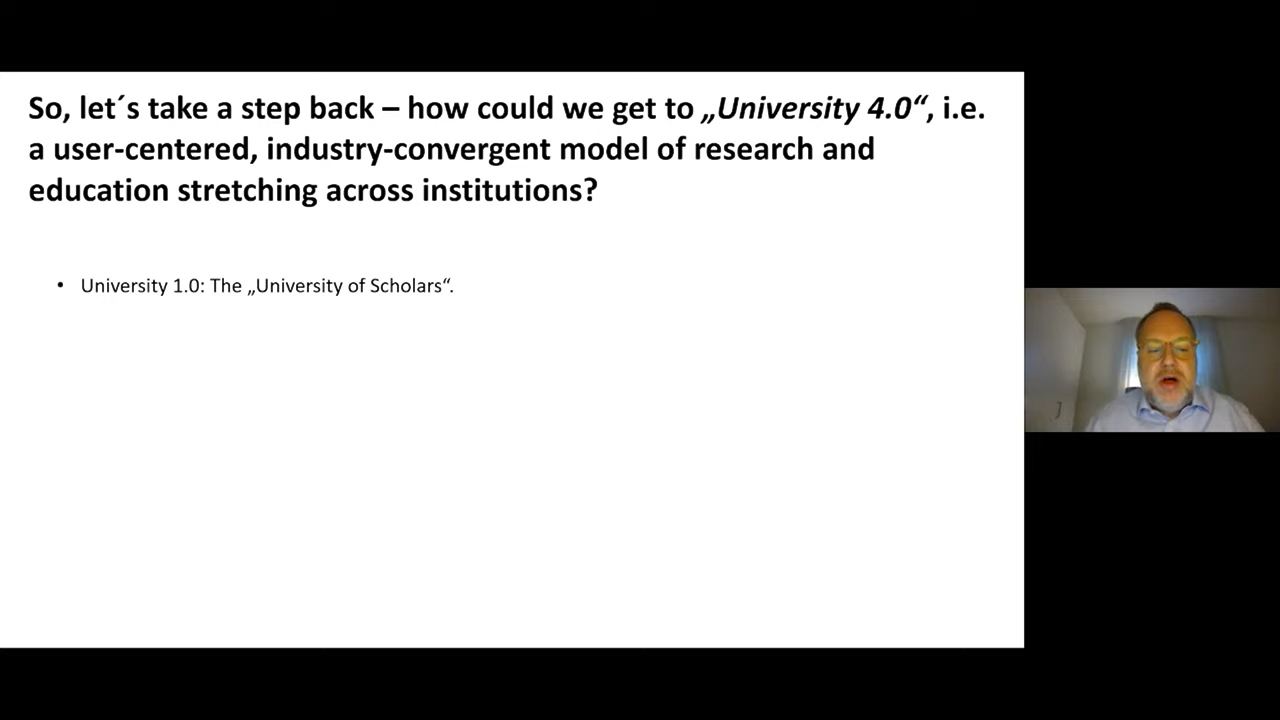 So, let´s take a step back – how could we get to „University 4.0“, i.e.
a user-centered, industry-convergent model of research and
education stretching across institutions?
• University 1.0: The „University of Scholars“.